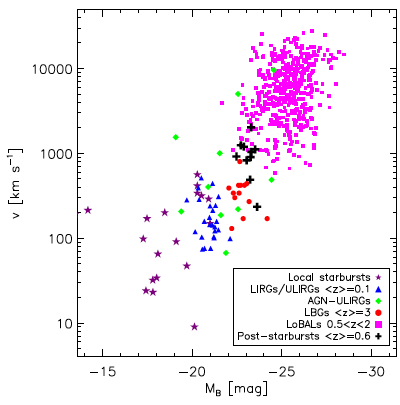 10000
1000
100
10
v [km s⁻¹]
Local starbursts
LIRGs/ULIRGs <z>=0.1
AGN-ULIRGs
LBGs <z>=3
LoBALs 0.5<z<2
Post-starbursts <z>=0.6
-15 -20 -25 -30
M_B [mag]